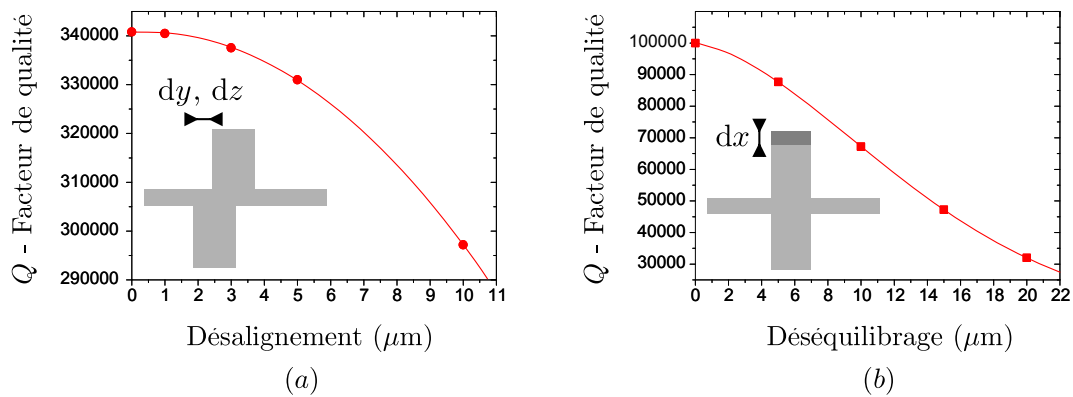 Q - Facteur de qualité
340000
330000
320000
310000
300000
290000
dy, dz
0 1 2 3 4 5 6 7 8 9 10 11
Désalignement (μm)
(a)
Q - Facteur de qualité
100000
90000
80000
70000
60000
50000
40000
30000
dx
0 2 4 6 8 10 12 14 16 18 20 22
Déséquilibrage (μm)
(b)